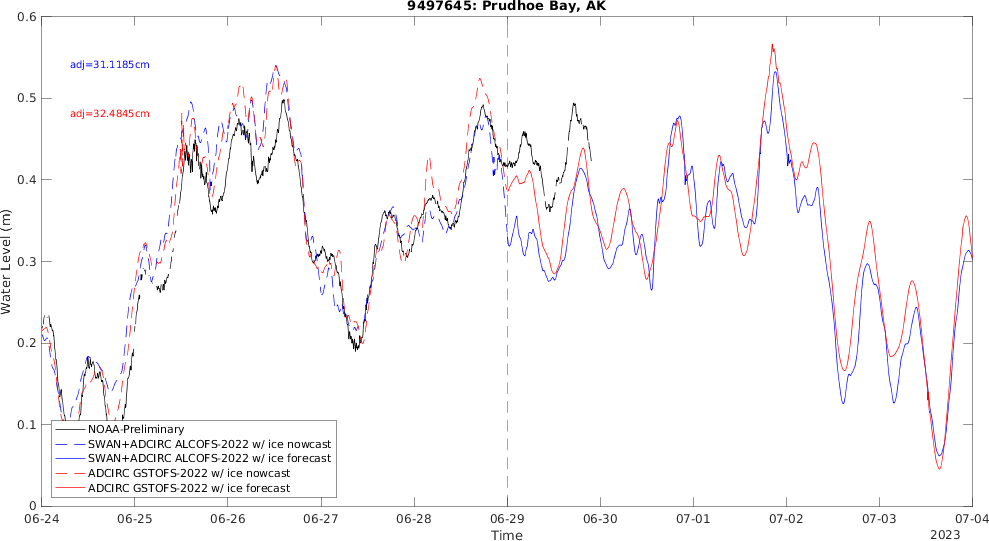 9497645: Prudhoe Bay, AK
0.6
0.5
0.4
0.3
0.2
0.1
0
Water Level (m)
adj=31.1185cm
adj=32.4845cm
NOAA-Preliminary
SWAN+ADCIRC ALCOFS-2022 w/ ice nowcast
SWAN+ADCIRC ALCOFS-2022 w/ ice forecast
ADCIRC GSTOFS-2022 w/ ice nowcast
ADCIRC GSTOFS-2022 w/ ice forecast
06-24 06-25 06-26 06-27 06-28 06-29 06-30 07-01 07-02 07-03 07-04
Time
2023